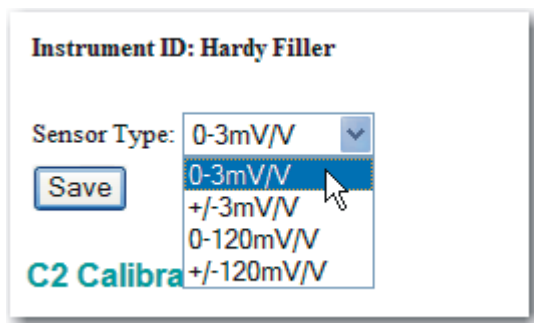 Instrument ID: Hardy Filler
Sensor Type: 0-3mV/V
0-3mV/V
Save
+/-3mV/V
0-120mV/V
C2 Calibra
+/-120mV/V